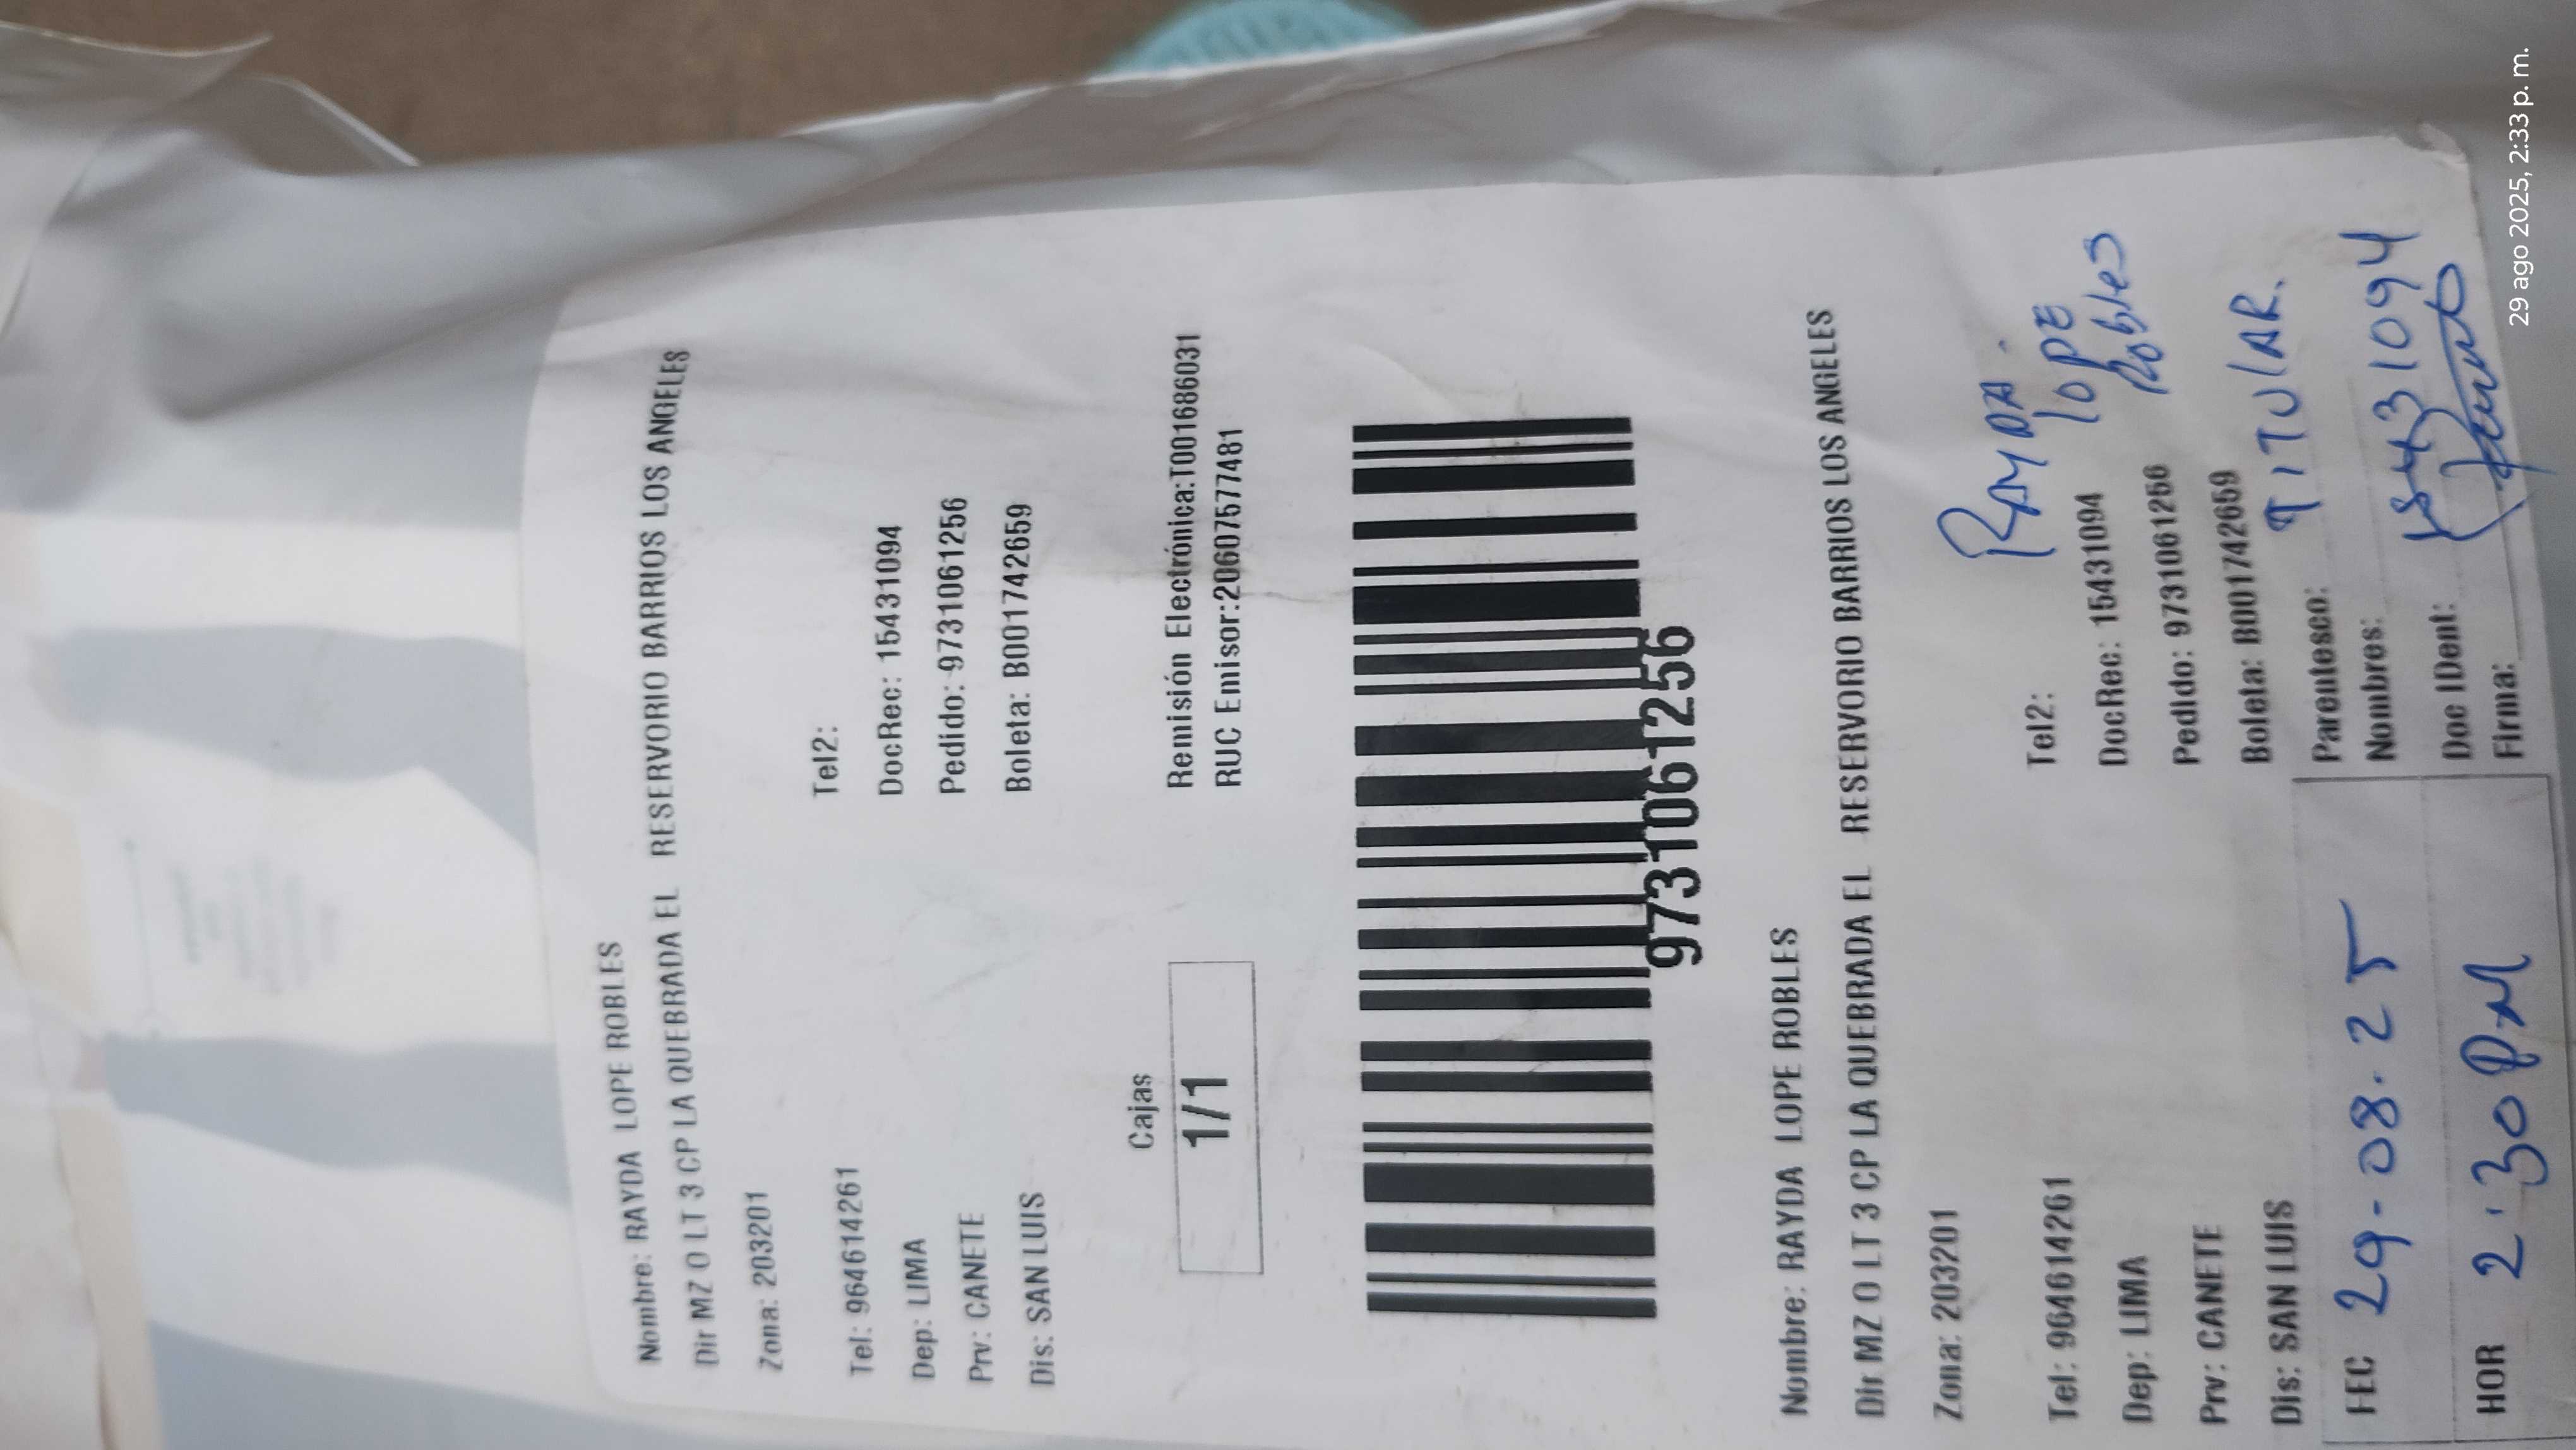 Nombre: RAYDA LOPE ROBLES
Dir MZ O LT 3 CP LA QUEBRADA EL RESERVORIO BARRIOS LOS ANGELES
Zona: 203201
Tel: 964614261 Tel2:
Dep: LIMA DocRec: 15431094
Prv: CANETE Pedido: 9731061256
Dis: SAN LUIS Boleta: B001742659
Cajas
1/1
Remisión Electrónica:T001686031
RUC Emisor:20607577481
9731061256
Nombre: RAYDA LOPE ROBLES
Dir MZ O LT 3 CP LA QUEBRADA EL RESERVORIO BARRIOS LOS ANGELES
Zona: 203201
RAYDA.
LOPE
Robles
Tel: 964614261 Tel2:
Dep: LIMA DocRec: 15431094
Prv: CANETE Pedido: 9731061256
Dis: SAN LUIS Boleta: B001742659
FEC 29-08.25
Parentesco: TITULAR.
Nombres:
HOR 2.30 PM
Doc IDent: 15431094
Firma:
29 ago 2025, 2:33 p. m.